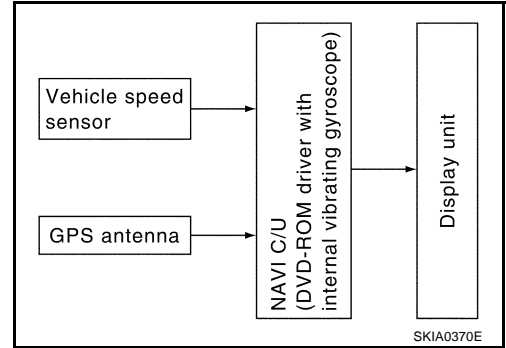 Vehicle speed
sensor
GPS antenna
NAVI C/U
(DVD-ROM driver with
internal vibrating gyroscope)
Display unit
SKIA0370E